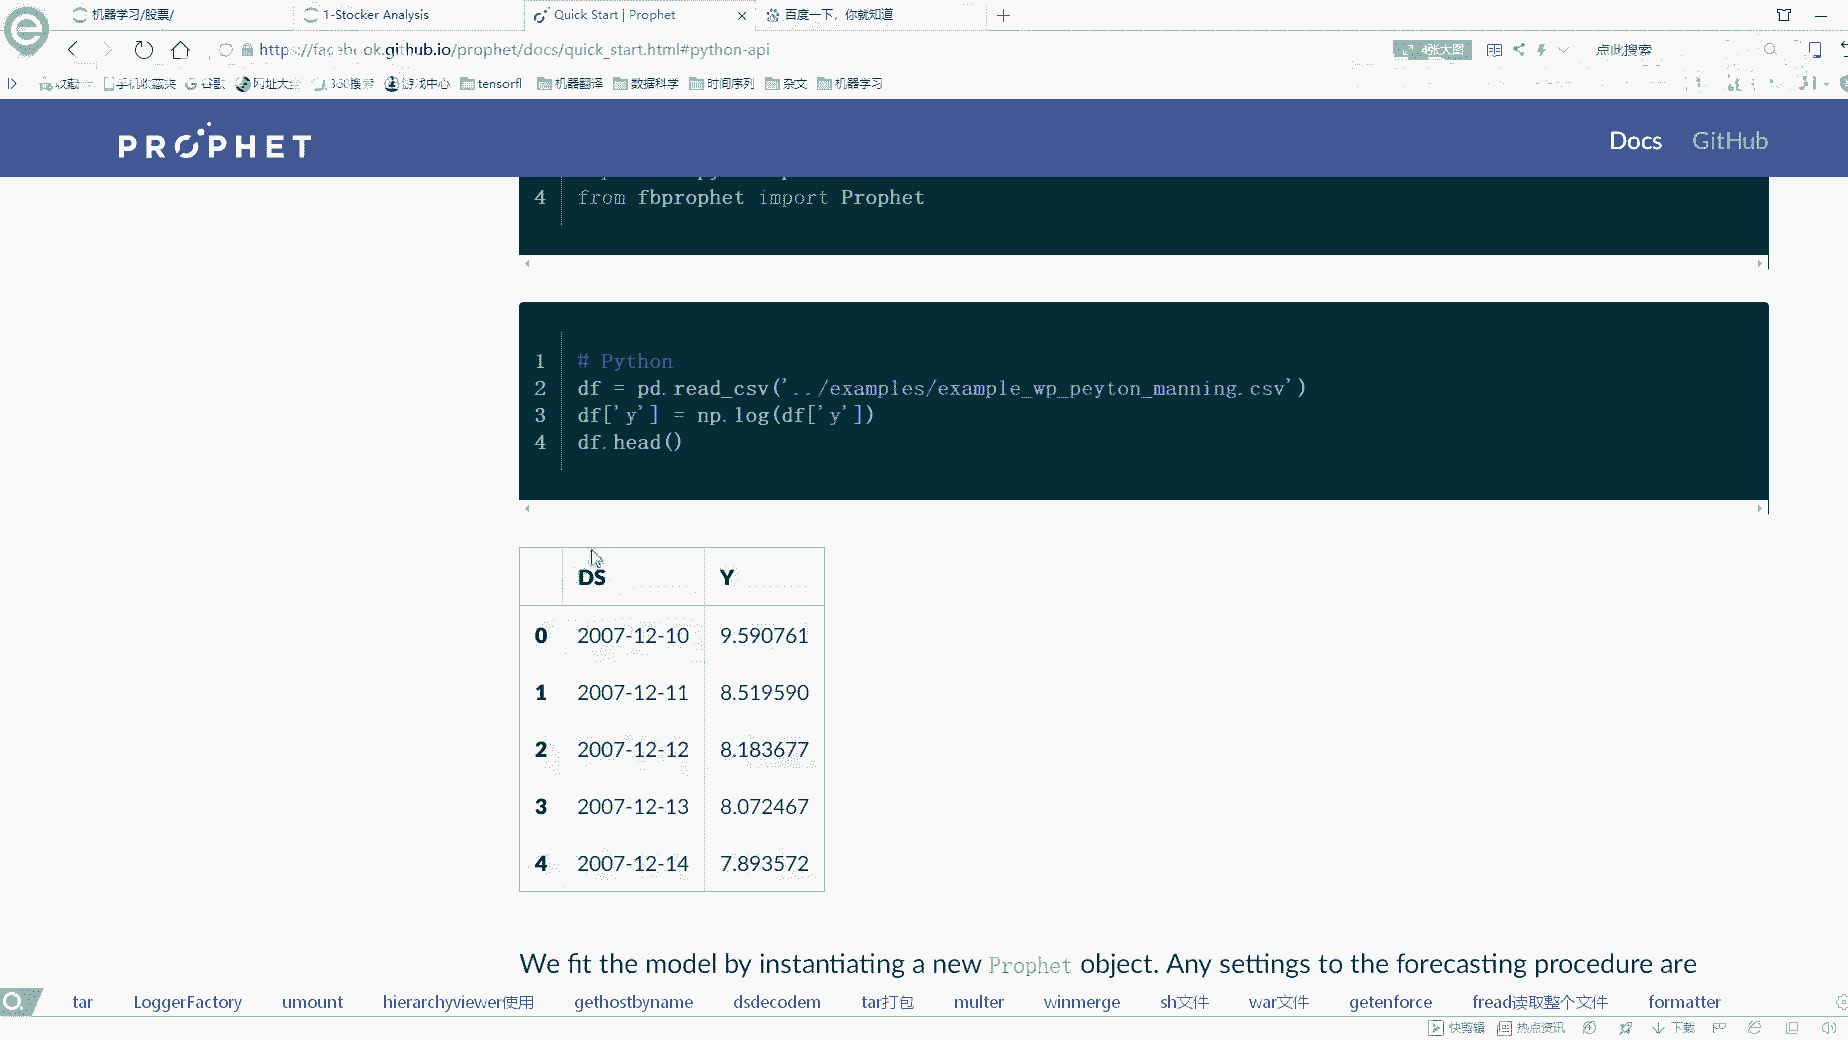 机器学习/股票/
1-Stocker Analysis
Quick Start | Prophet
百度一下，你就知道
https://facebook.github.io/prophet/docs/quick_start.html#python-api
4张大图
点此搜索
收藏 手机收藏夹 谷歌 网址大全 360搜索 游戏中心 tensorfl 机器翻译 数据科学 时间序列 杂文 机器学习
PROPHET
Docs GitHub
4 from fbprophet import Prophet
1 # Python
2 df = pd.read_csv('../examples/example_wp_peyton_manning.csv')
3 df['y'] = np.log(df['y'])
4 df.head()
DS Y
0 2007-12-10 9.590761
1 2007-12-11 8.519590
2 2007-12-12 8.183677
3 2007-12-13 8.072467
4 2007-12-14 7.893572
We fit the model by instantiating a new Prophet object. Any settings to the forecasting procedure are
tar LoggerFactory umount hierarchyviewer使用 gethostbyname dsdecodem tar打包 multer winmerge sh文件 war文件 getenforce fread读取整个文件 formatter
快剪辑 热点资讯 下载